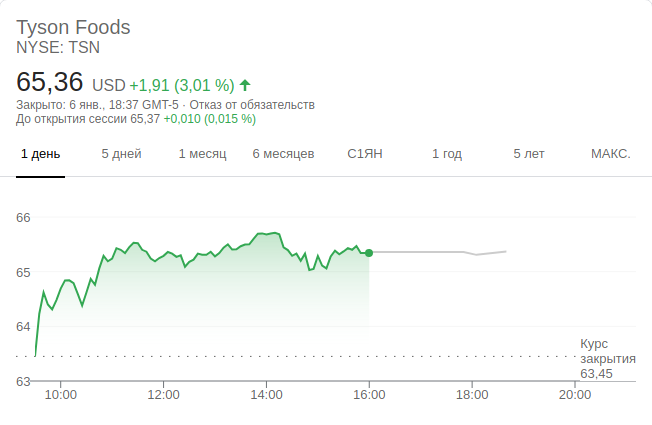 Tyson Foods
NYSE: TSN
65,36 USD +1,91 (3,01 %)
Закрыто: 6 янв., 18:37 GMT-5 · Отказ от обязательств
До открытия сессии 65,37 +0,010 (0,015 %)
1 день 5 дней 1 месяц 6 месяцев С1ЯН 1 год 5 лет МАКС.
66
65
64
Курс
закрытия
63,45
63
10:00 12:00 14:00 16:00 18:00 20:00